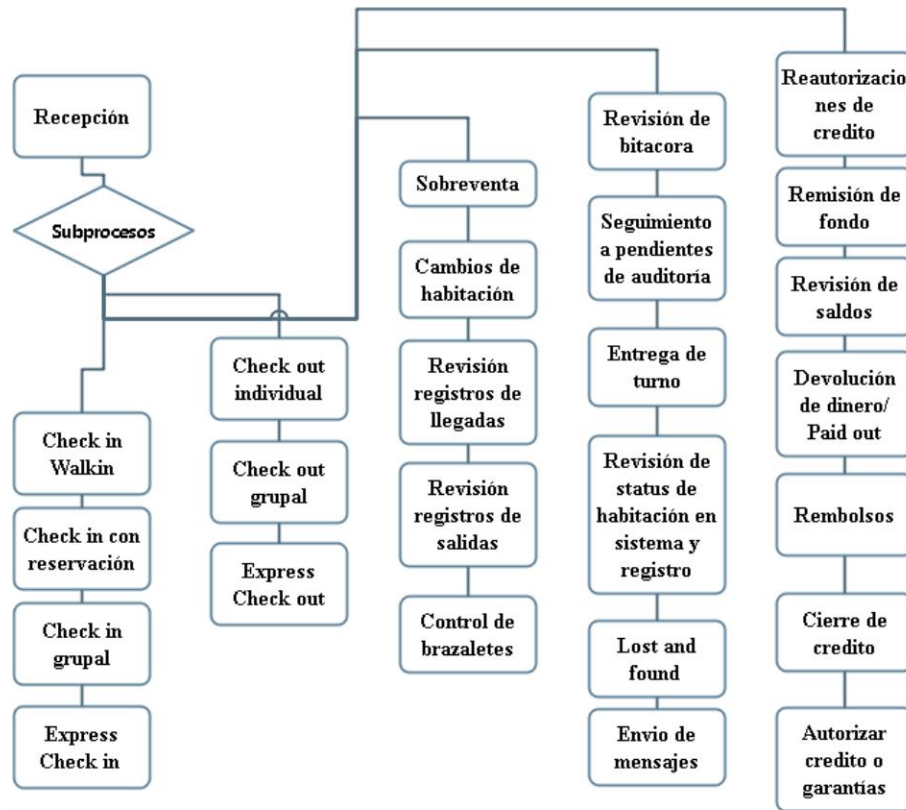 Recepción
Subprocesos
Check in
Walkin
Check in con
reservación
Check in
grupal
Express
Check in
Check out
individual
Check out
grupal
Express
Check out
Sobreventa
Cambios de
habitación
Revisión
registros de
llegadas
Revisión
registros de
salidas
Control de
brazaletes
Revisión de
bitacora
Seguimiento
a pendientes
de auditoría
Entrega de
turno
Revisión de
status de
habitación en
sistema y
registro
Lost and
found
Envio de
mensajes
Reautorizacio
nes de
credito
Remisión de
fondo
Revisión de
saldos
Devolución
de dinero/
Paid out
Rembolsos
Cierre de
credito
Autorizar
credito o
garantías